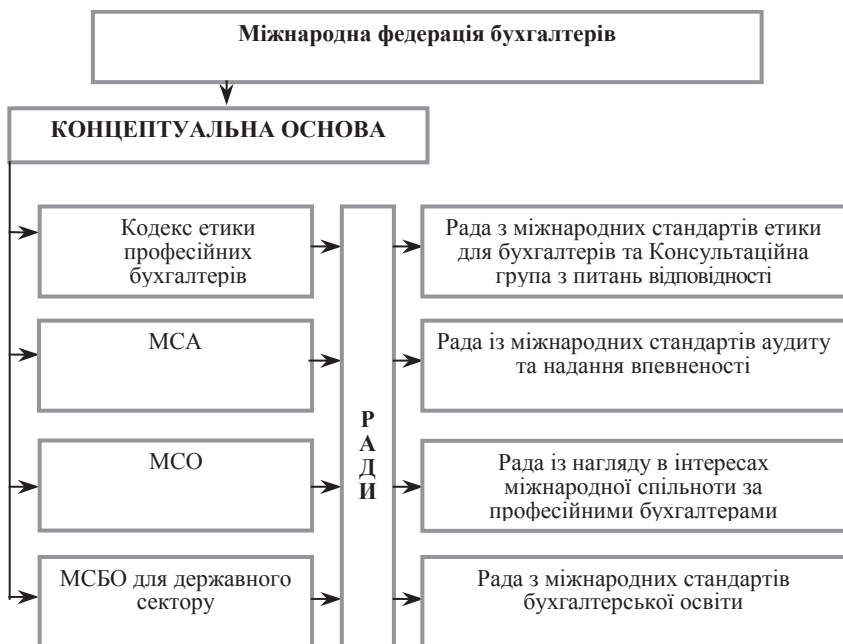 Міжнародна федерація бухгалтерів
КОНЦЕПТУАЛЬНА ОСНОВА
Кодекс етики
професійних
бухгалтерів
Рада з міжнародних стандартів етики
для бухгалтерів та Консультаційна
група з питань відповідності
МСА
Рада із міжнародних стандартів аудиту
та надання впевненості
Р
А
Д
И
МСО
Рада із нагляду в інтересах
міжнародної спільноти за
професійними бухгалтерами
МСБО для державного
сектору
Рада з міжнародних стандартів
бухгалтерської освіти